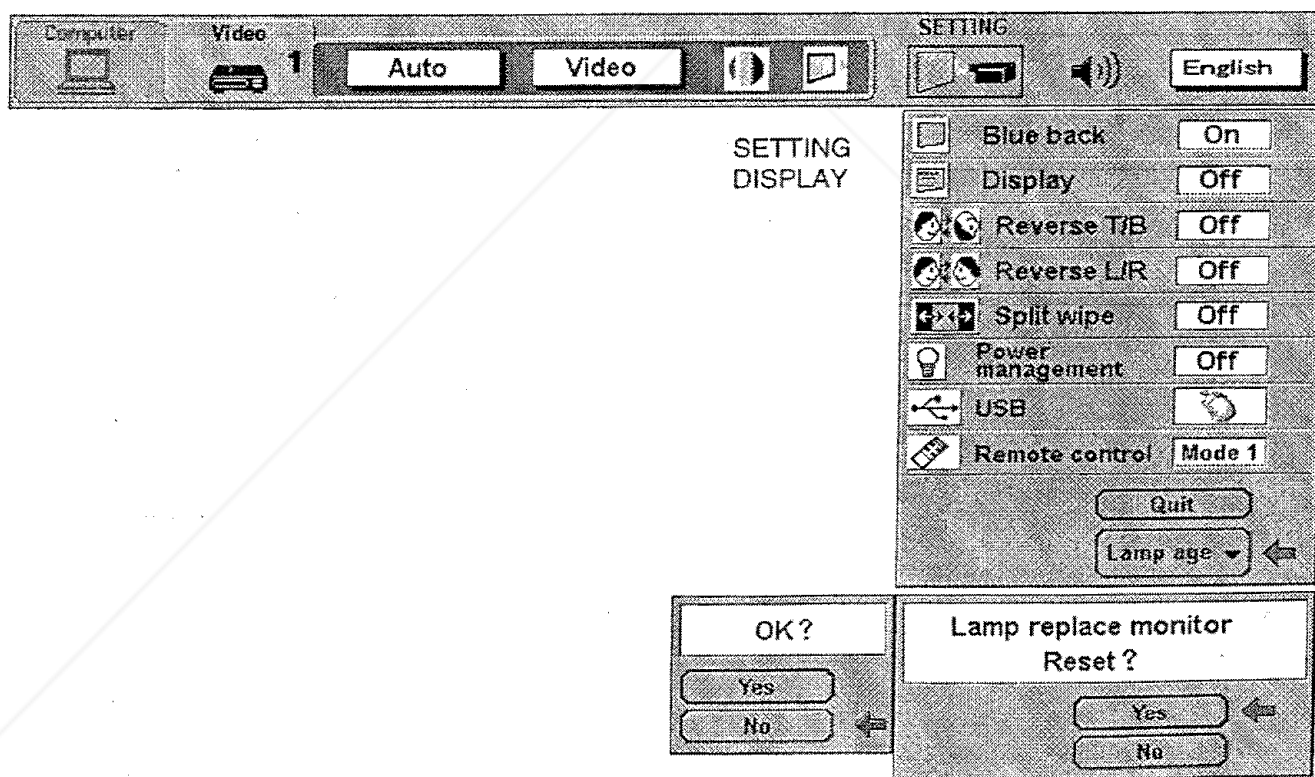 Computer
Video
1
Auto
Video
SETTING
English
SETTING
DISPLAY
Blue back On
Display Off
Reverse T/B Off
Reverse L/R Off
Split wipe Off
Power
management Off
USB
Remote control Mode 1
Quit
Lamp age
OK?
Yes
No
Lamp replace monitor
Reset?
Yes
No